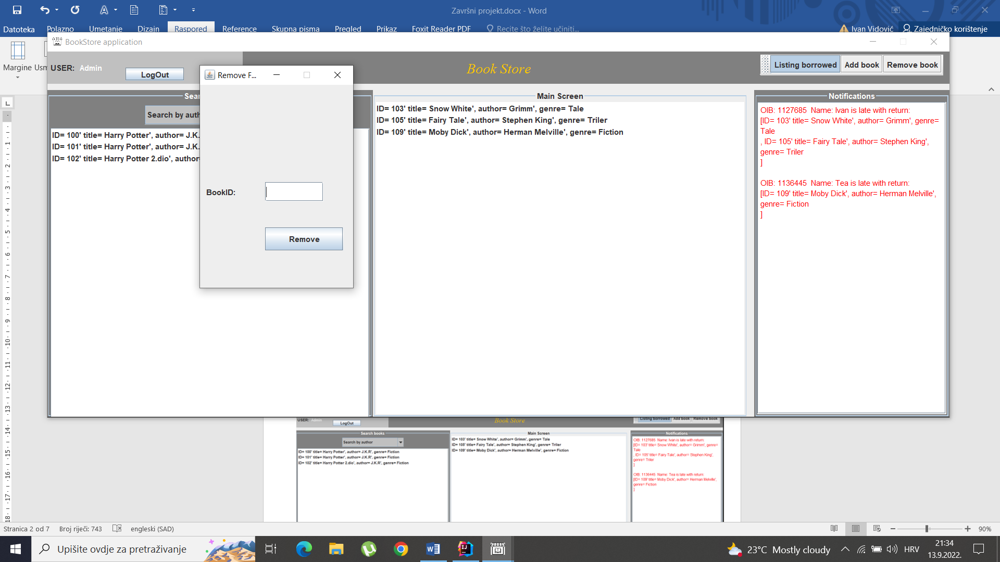 Završni projekt.docx - Word
Datoteka Polazno Umetanje Dizajn Raspored Reference Skupna pisma Pregled Prikaz Foxit Reader PDF Recite što želite učiniti... Ivan Vidović Zajedničko korištenje
BookStore application
Margine
USER: Admin
LogOut
Book Store
Listing borrowed Add book Remove book
Remove F...
BookID:
Remove
Search by auth
ID= 100' title= Harry Potter', author= J.K.
ID= 101' title= Harry Potter', author= J.K.
ID= 102' title= Harry Potter 2.dio', author=
Main Screen
ID= 103' title= Snow White', author= Grimm', genre= Tale
ID= 105' title= Fairy Tale', author= Stephen King', genre= Triler
ID= 109' title= Moby Dick', author= Herman Melville', genre= Fiction
Notifications
OIB: 1127685 Name: Ivan is late with return:
[ID= 103' title= Snow White', author= Grimm', genre=
Tale
, ID= 105' title= Fairy Tale', author= Stephen King',
genre= Triler
]
OIB: 1136445 Name: Tea is late with return:
[ID= 109' title= Moby Dick', author= Herman Melville',
genre= Fiction
]
USER: Admin
LogOut
Book Store
Listing borrowed Add book Remove book
Search books
Search by author
ID= 100' title= Harry Potter', author= J.K.R', genre= Fiction
ID= 101' title= Harry Potter', author= J.K.R', genre= Fiction
ID= 102' title= Harry Potter 2.dio', author= J.K.R', genre= Fiction
Main Screen
ID= 103' title= Snow White', author= Grimm', genre= Tale
ID= 105' title= Fairy Tale', author= Stephen King', genre= Triler
ID= 109' title= Moby Dick', author= Herman Melville', genre= Fiction
Notifications
OIB: 1127685 Name: Ivan is late with return:
[ID= 103' title= Snow White', author= Grimm', genre=
Tale
, ID= 105' title= Fairy Tale', author= Stephen King',
genre= Triler
]
OIB: 1136445 Name: Tea is late with return:
[ID= 109' title= Moby Dick', author= Herman Melville',
genre= Fiction
]
Stranica 2 od 7 Broj riječi: 743 engleski (SAD) 90%
Upišite ovdje za pretraživanje
23°C Mostly cloudy HRV
21:34
13.9.2022.